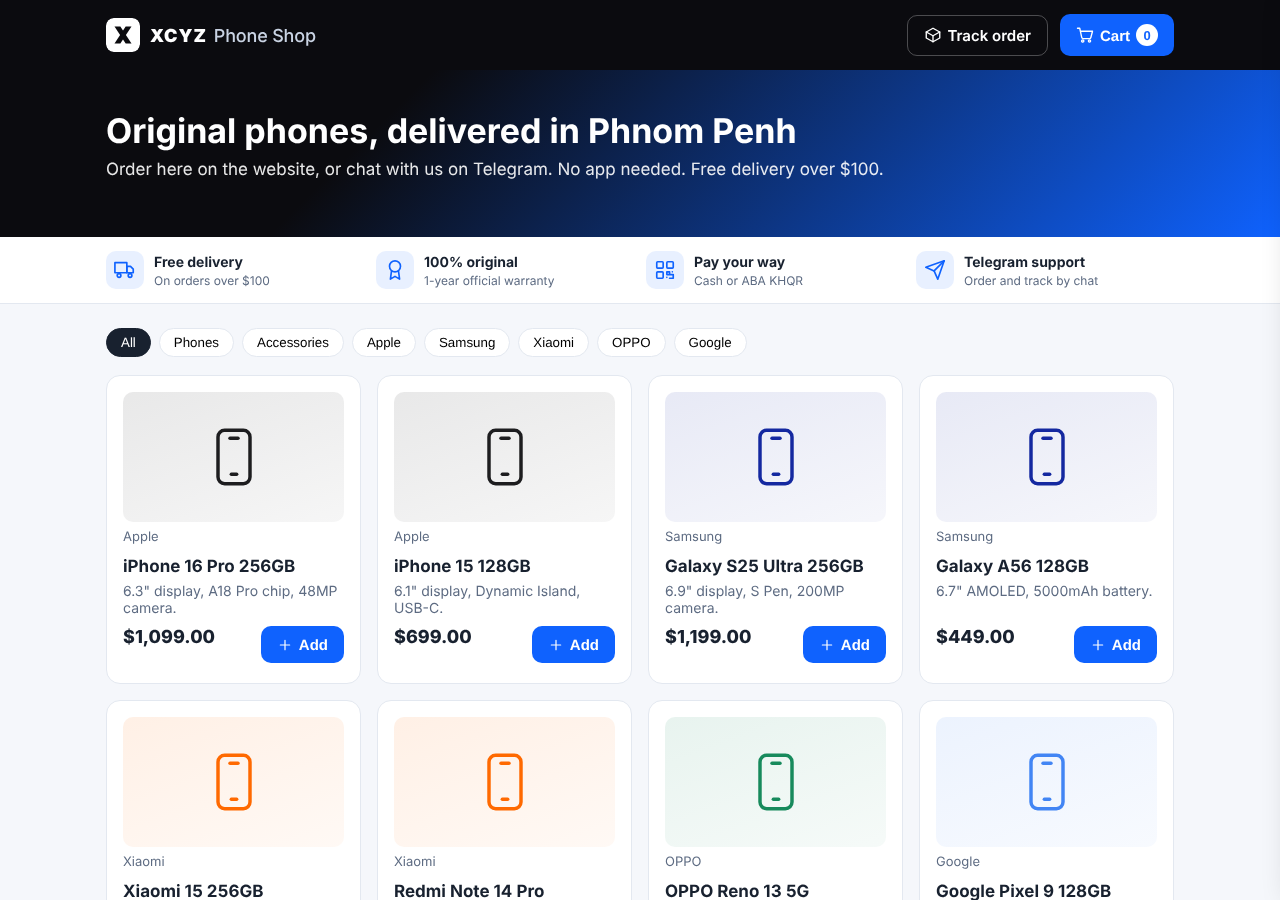 X XCYZ Phone Shop
Track order
Cart 0
Original phones, delivered in Phnom Penh
Order here on the website, or chat with us on Telegram. No app needed. Free delivery over $100.
Free delivery
On orders over $100
100% original
1-year official warranty
Pay your way
Cash or ABA KHQR
Telegram support
Order and track by chat
All Phones Accessories Apple Samsung Xiaomi OPPO Google
Apple
iPhone 16 Pro 256GB
6.3" display, A18 Pro chip, 48MP
camera.
$1,099.00
+ Add
Apple
iPhone 15 128GB
6.1" display, Dynamic Island,
USB-C.
$699.00
+ Add
Samsung
Galaxy S25 Ultra 256GB
6.9" display, S Pen, 200MP
camera.
$1,199.00
+ Add
Samsung
Galaxy A56 128GB
6.7" AMOLED, 5000mAh battery.
$449.00
+ Add
Xiaomi
Xiaomi 15 256GB
Xiaomi
Redmi Note 14 Pro
OPPO
OPPO Reno 13 5G
Google
Google Pixel 9 128GB